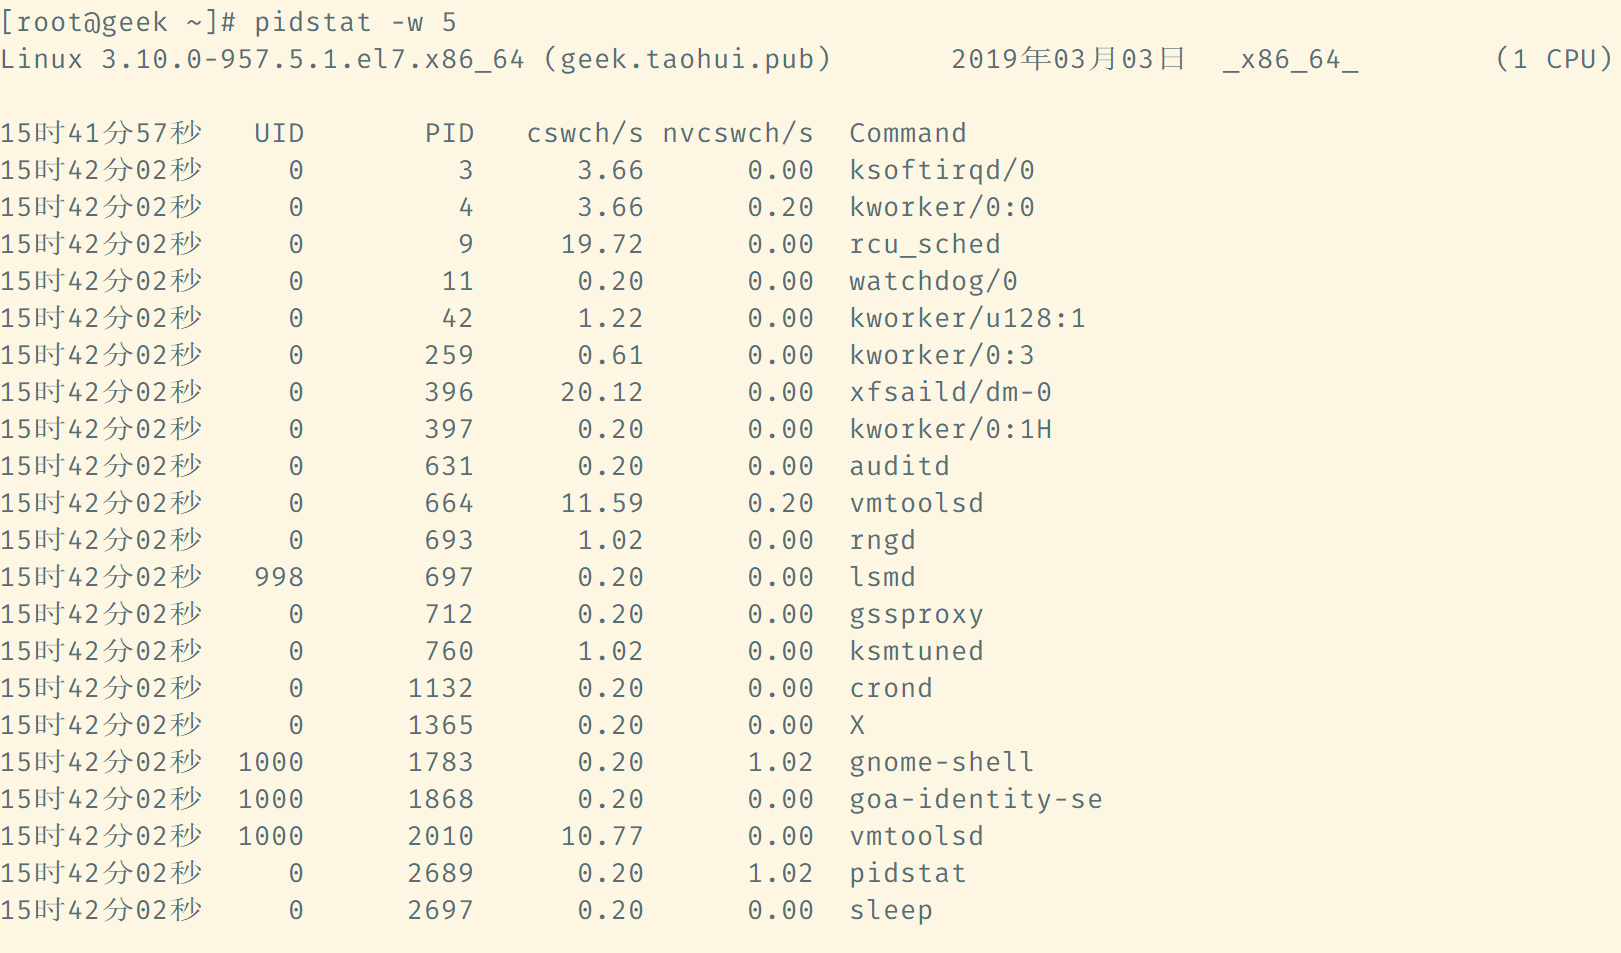 [root@geek ~]# pidstat -w 5
Linux 3.10.0-957.5.1.el7.x86_64 (geek.taohui.pub) 2019年03月03日 _x86_64_ (1 CPU)

15时41分57秒 UID PID cswch/s nvcswch/s Command
15时42分02秒 0 3 3.66 0.00 ksoftirqd/0
15时42分02秒 0 4 3.66 0.20 kworker/0:0
15时42分02秒 0 9 19.72 0.00 rcu_sched
15时42分02秒 0 11 0.20 0.00 watchdog/0
15时42分02秒 0 42 1.22 0.00 kworker/u128:1
15时42分02秒 0 259 0.61 0.00 kworker/0:3
15时42分02秒 0 396 20.12 0.00 xfsaild/dm-0
15时42分02秒 0 397 0.20 0.00 kworker/0:1H
15时42分02秒 0 631 0.20 0.00 auditd
15时42分02秒 0 664 11.59 0.20 vmtoolsd
15时42分02秒 0 693 1.02 0.00 rngd
15时42分02秒 998 697 0.20 0.00 lsmd
15时42分02秒 0 712 0.20 0.00 gssproxy
15时42分02秒 0 760 1.02 0.00 ksmtuned
15时42分02秒 0 1132 0.20 0.00 crond
15时42分02秒 0 1365 0.20 0.00 X
15时42分02秒 1000 1783 0.20 1.02 gnome-shell
15时42分02秒 1000 1868 0.20 0.00 goa-identity-se
15时42分02秒 1000 2010 10.77 0.00 vmtoolsd
15时42分02秒 0 2689 0.20 1.02 pidstat
15时42分02秒 0 2697 0.20 0.00 sleep